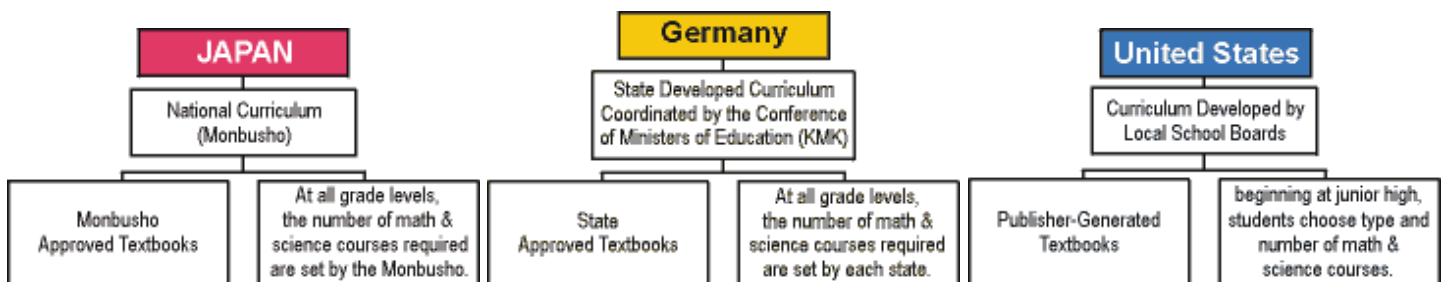 JAPAN
National Curriculum
(Monbusho)
Monbusho
Approved Textbooks
At all grade levels,
the number of math &
science courses required
are set by the Monbusho.
Germany
State Developed Curriculum
Coordinated by the Conference
of Ministers of Education (KMK)
State
Approved Textbooks
At all grade levels,
the number of math &
science courses required
are set by each state.
United States
Curriculum Developed by
Local School Boards
Publisher-Generated
Textbooks
beginning at junior high,
students choose type and
number of math &
science courses.